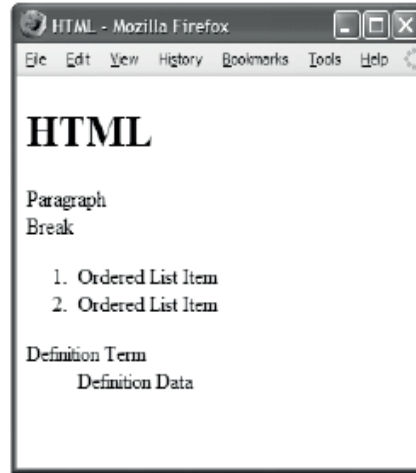 HTML - Mozilla Firefox
File Edit View History Bookmarks Tools Help
HTML
Paragraph
Break
1. Ordered List Item
2. Ordered List Item
Definition Term
Definition Data